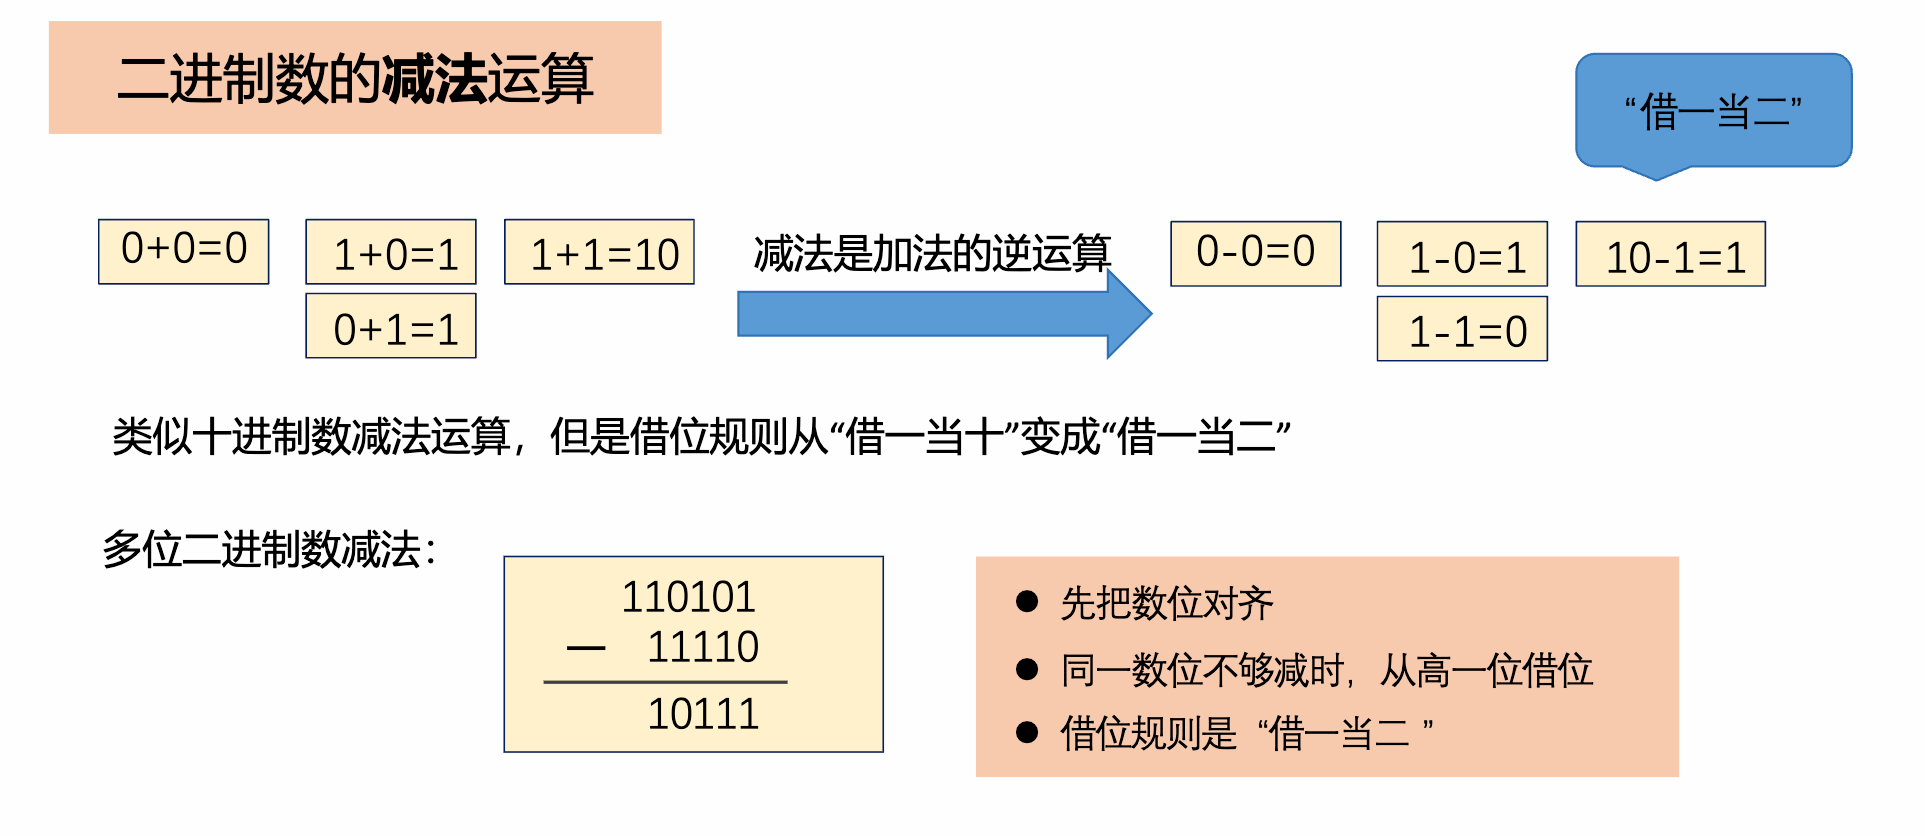 二进制数的减法运算
“借一当二”
0+0=0
1+0=1
1+1=10
0+1=1
减法是加法的逆运算
0-0=0
1-0=1
10-1=1
1-1=0
类似十进制数减法运算，但是借位规则从“借一当十”变成“借一当二”
多位二进制数减法：
110101
— 11110
10111
● 先把数位对齐
● 同一数位不够减时，从高一位借位
● 借位规则是“借一当二 ”